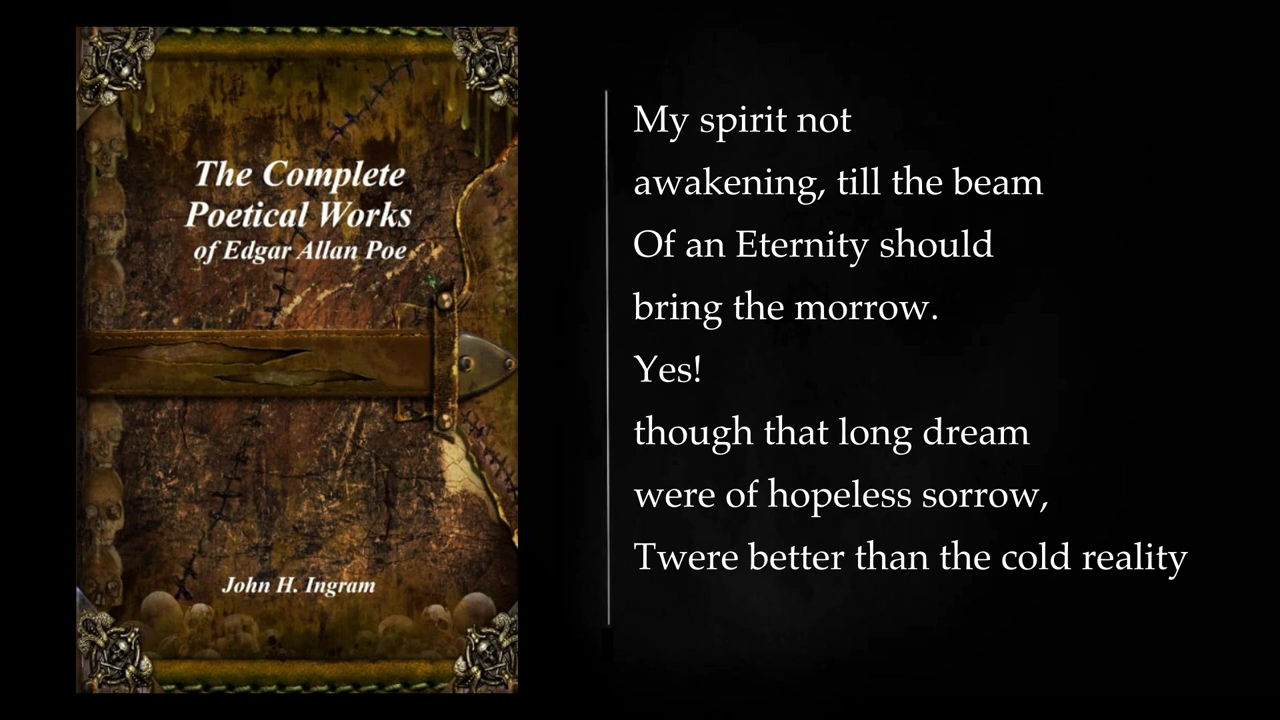 The Complete
Poetical Works
of Edgar Allan Poe
John H. Ingram
My spirit not
awakening, till the beam
Of an Eternity should
bring the morrow.
Yes!
though that long dream
were of hopeless sorrow,
Twere better than the cold reality